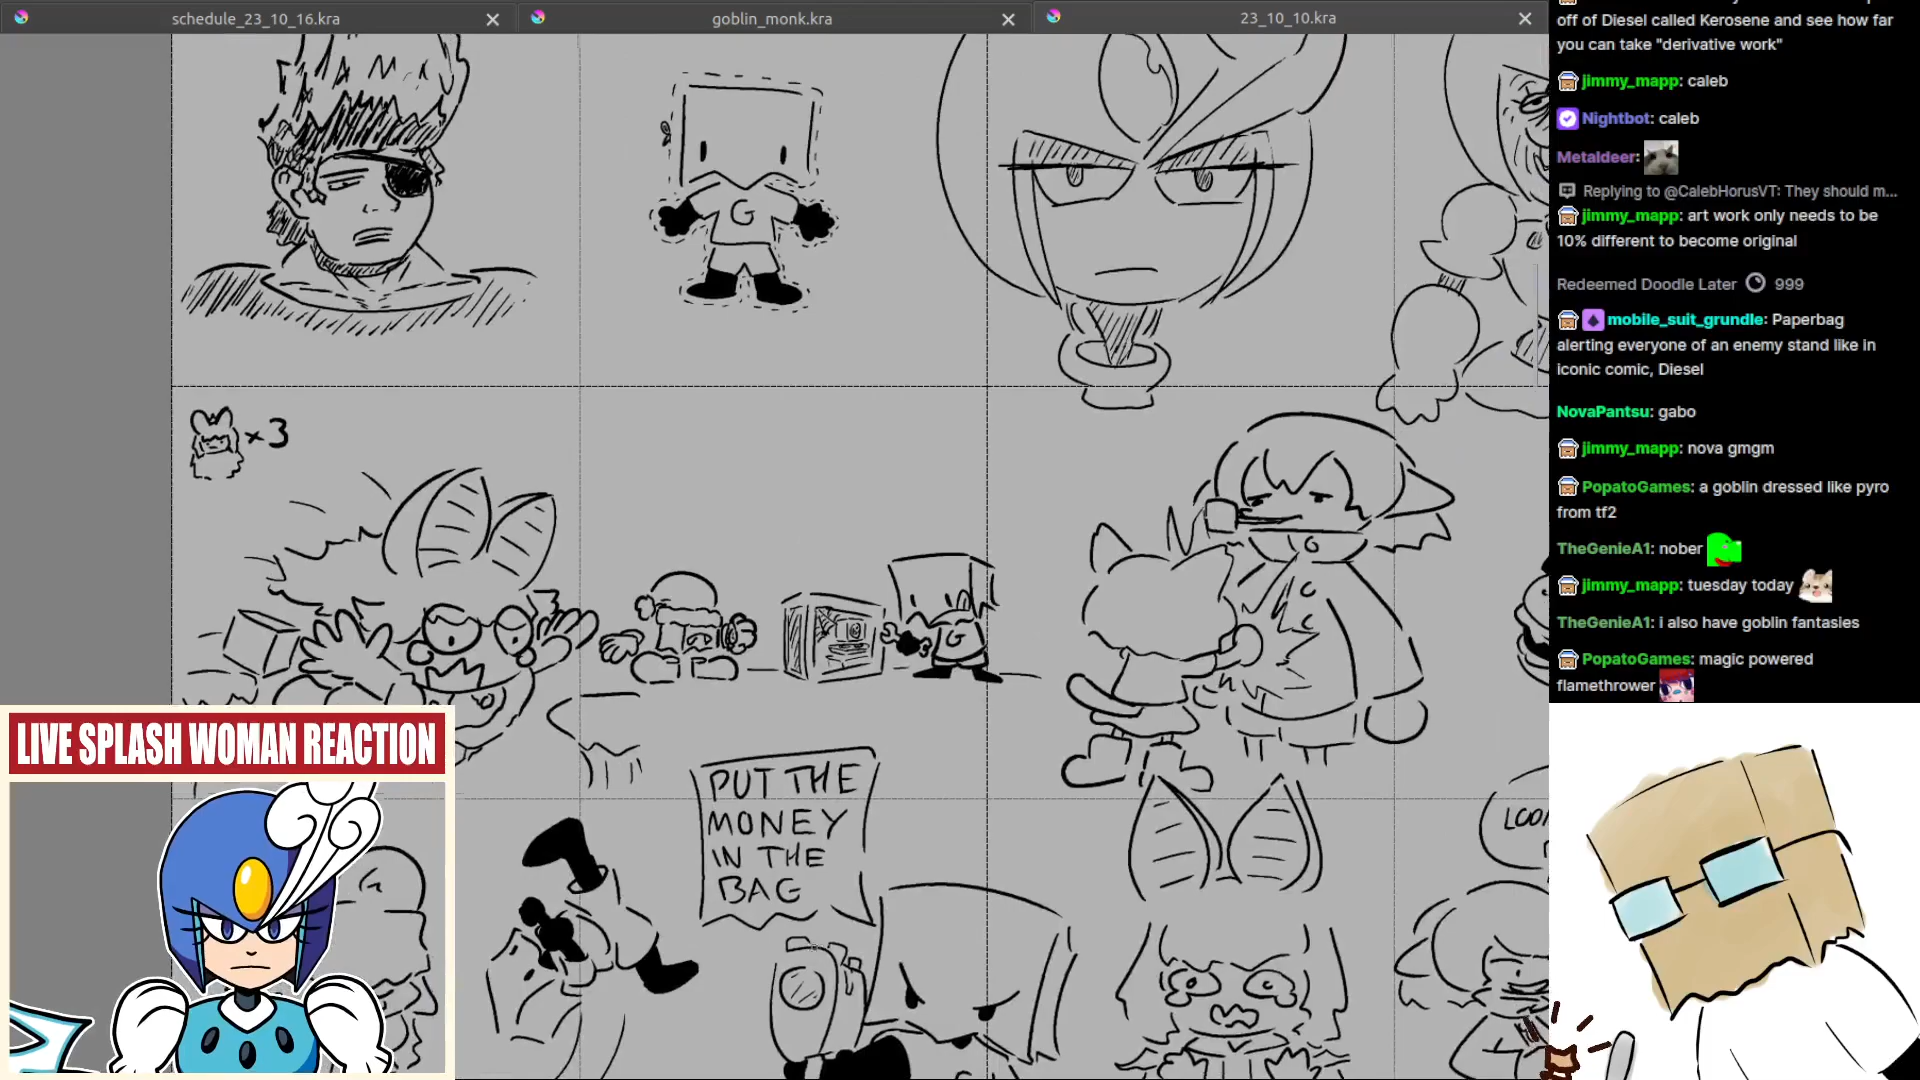 schedule_23_10_16.kra
goblin_monk.kra
23_10_10.kra
off of Diesel called Kerosene and see how far
you can take "derivative work"
jimmy_mapp: caleb
Nightbot: caleb
Metaldeer:
Replying to @CalebHorusVT: They should m...
jimmy_mapp: art work only needs to be
10% different to become original
Redeemed Doodle Later 999
mobile_suit_grundle: Paperbag
alerting everyone of an enemy stand like in
iconic comic, Diesel
NovaPantsu: gabo
jimmy_mapp: nova gmgm
PopatoGames: a goblin dressed like pyro
from tf2
TheGenieA1: nober
jimmy_mapp: tuesday today
TheGenieA1: i also have goblin fantasies
PopatoGames: magic powered
flamethrower
G
×3
G
G
PUT THE
MONEY
IN THE
BAG
LIVE SPLASH WOMAN REACTION